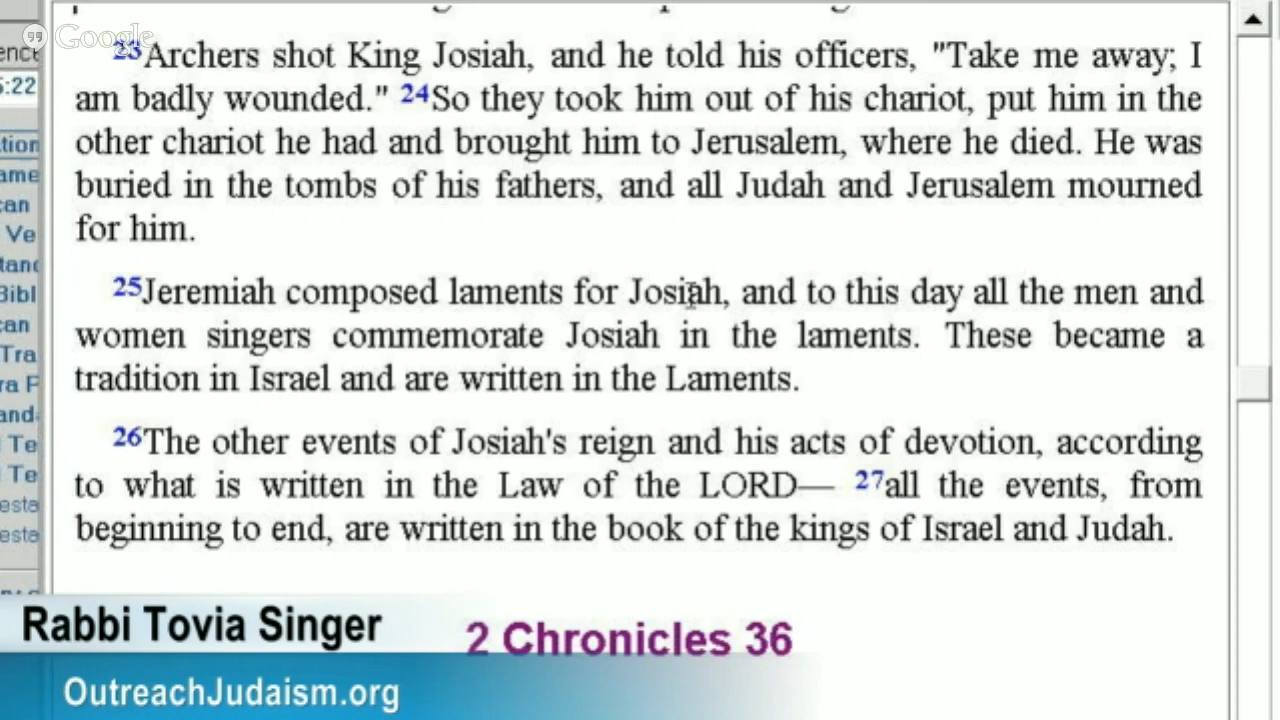 Google
23Archers shot King Josiah, and he told his officers, "Take me away; I
am badly wounded." 24So they took him out of his chariot, put him in the
other chariot he had and brought him to Jerusalem, where he died. He was
buried in the tombs of his fathers, and all Judah and Jerusalem mourned
for him.
25Jeremiah composed laments for Josiah, and to this day all the men and
women singers commemorate Josiah in the laments. These became a
tradition in Israel and are written in the Laments.
26The other events of Josiah's reign and his acts of devotion, according
to what is written in the Law of the LORD— 27all the events, from
beginning to end, are written in the book of the kings of Israel and Judah.
2 Chronicles 36
Rabbi Tovia Singer
OutreachJudaism.org